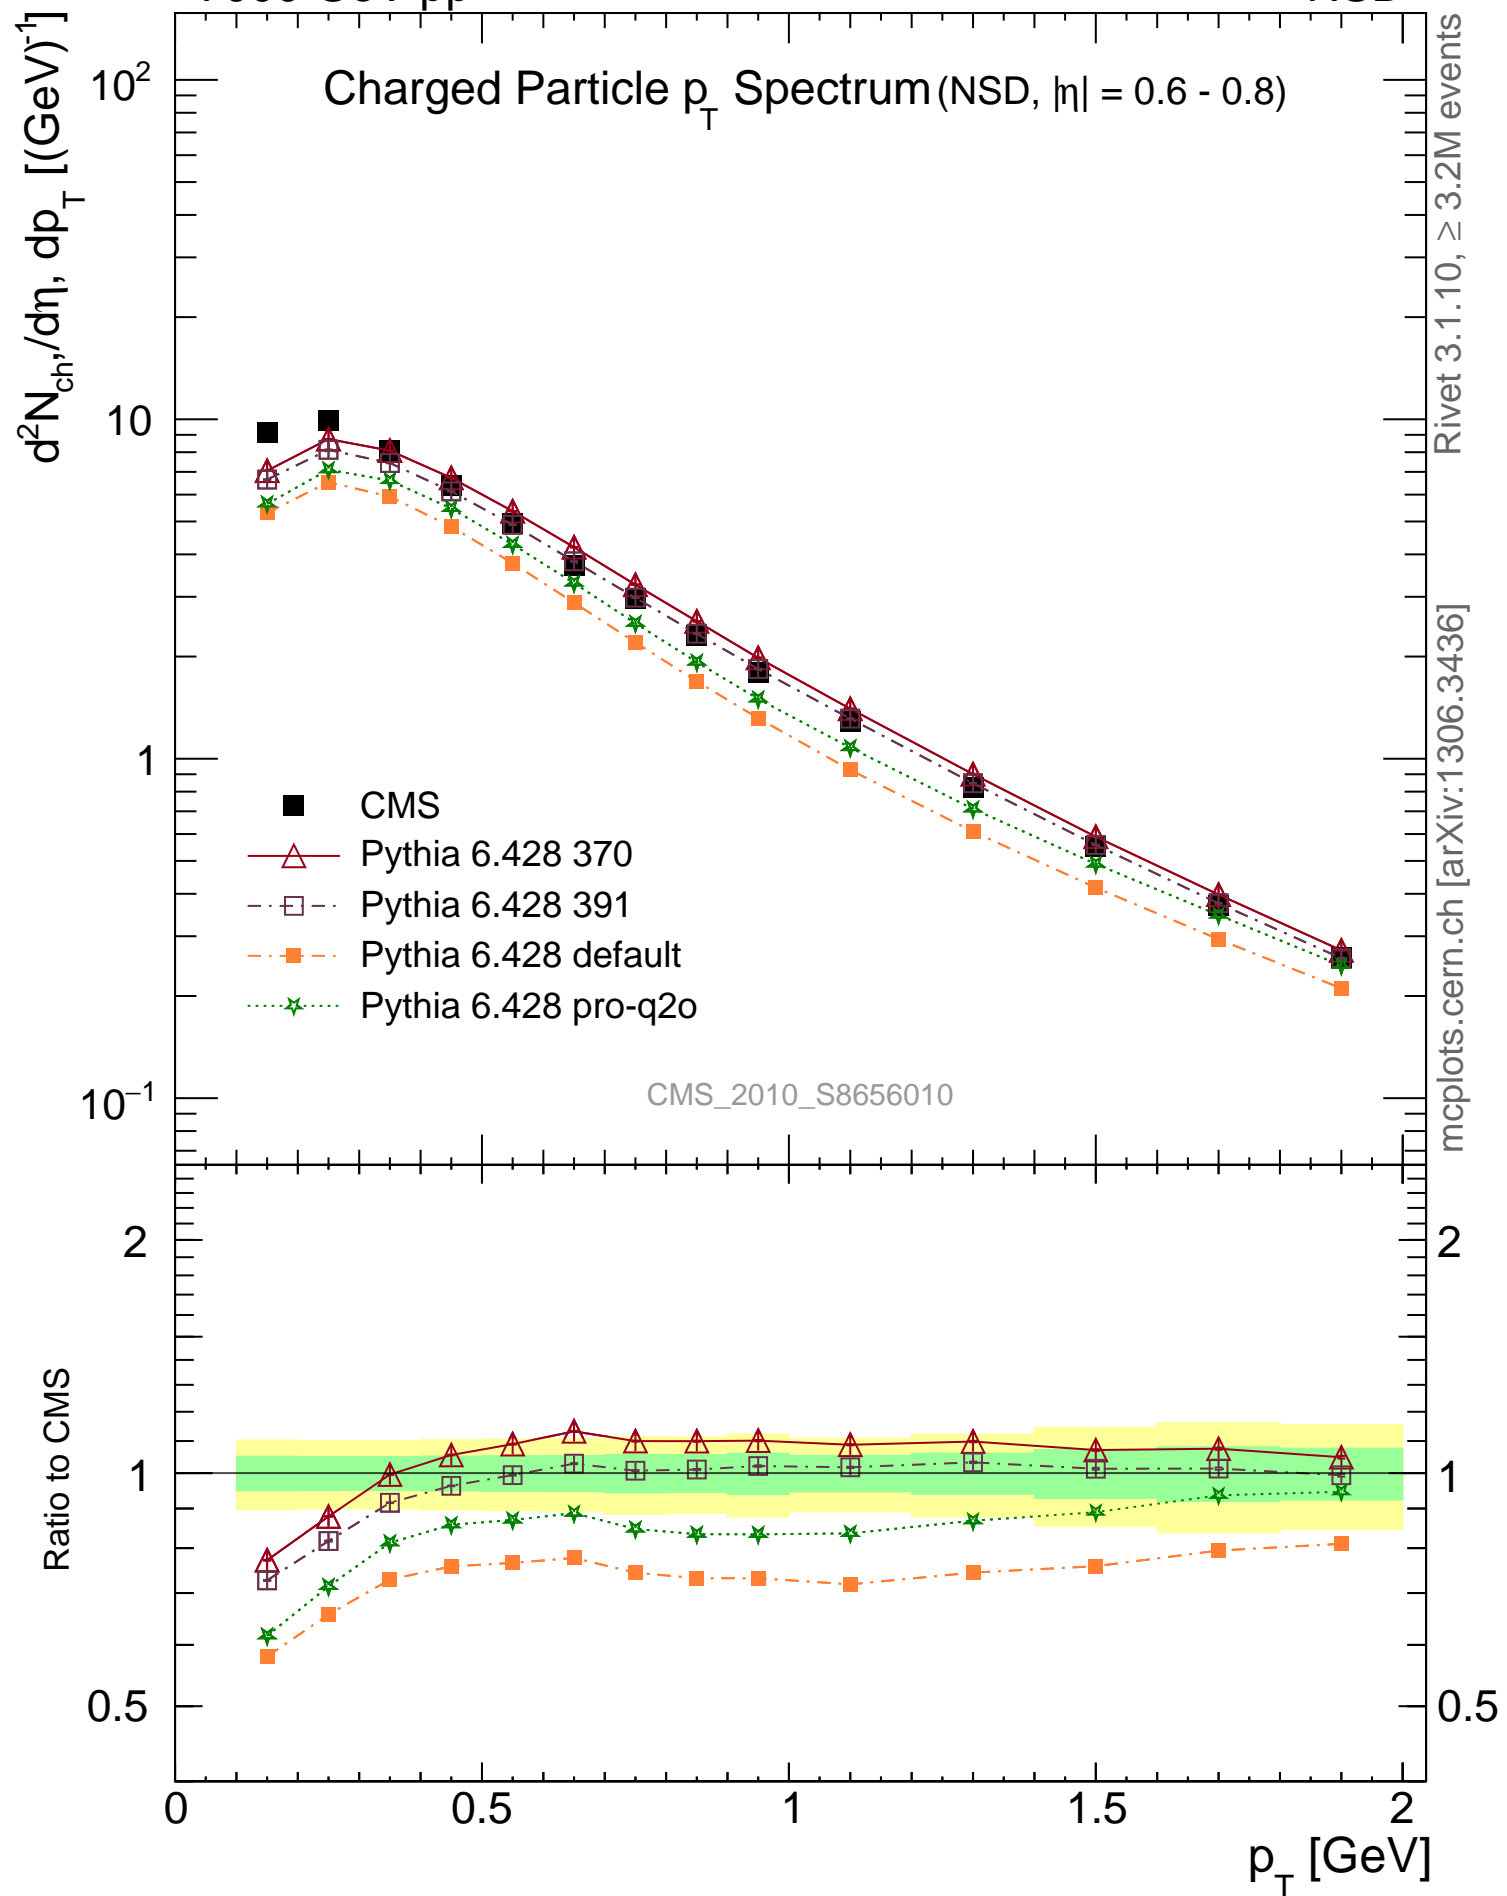 Charged Particle p_T Spectrum (NSD, |η| = 0.6 - 0.8)
d²N_ch,/dη, dp_T [(GeV)⁻¹]
10²
10
1
10⁻¹
CMS
Pythia 6.428 370
Pythia 6.428 391
Pythia 6.428 default
Pythia 6.428 pro-q2o
CMS_2010_S8656010
Rivet 3.1.10, ≥ 3.2M events
mcplots.cern.ch [arXiv:1306.3436]
Ratio to CMS
2
1
0.5
2
1
0.5
0
0.5
1
1.5
2
p_T [GeV]